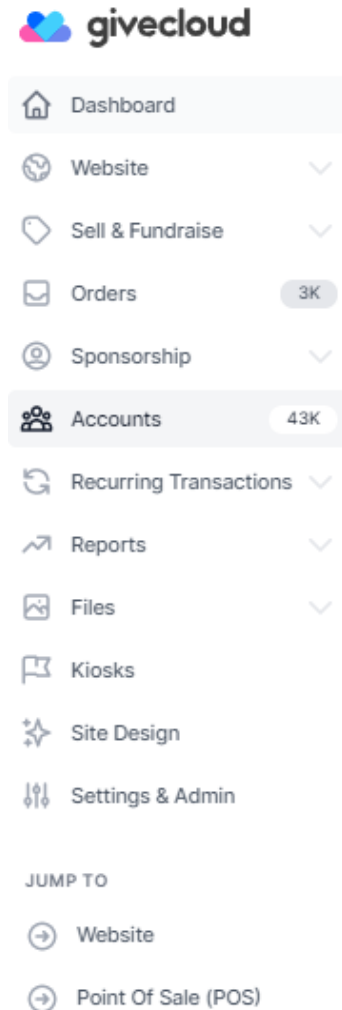 givecloud
Dashboard
Website
Sell & Fundraise
Orders 3K
Sponsorship
Accounts 43K
Recurring Transactions
Reports
Files
Kiosks
Site Design
Settings & Admin
JUMP TO
Website
Point Of Sale (POS)